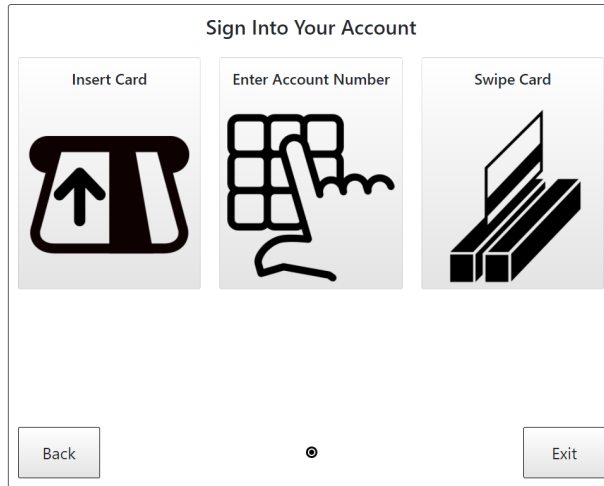 Sign Into Your Account
Insert Card
Enter Account Number
Swipe Card
Back
Exit